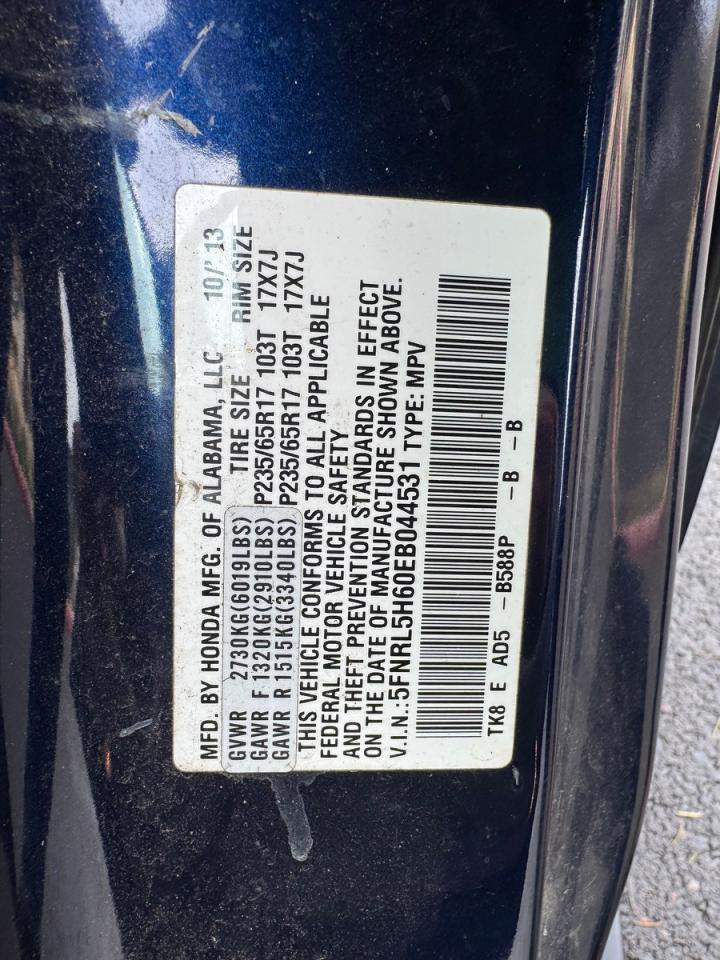 MFD. BY HONDA MFG. OF ALABAMA, LLC 10/'13
GVWR 2730KG(6019LBS) TIRE SIZE RIM SIZE
GAWR F 1320KG(2910LBS) P235/65R17 103T 17X7J
GAWR R 1515KG(3340LBS) P235/65R17 103T 17X7J
THIS VEHICLE CONFORMS TO ALL APPLICABLE
FEDERAL MOTOR VEHICLE SAFETY
AND THEFT PREVENTION STANDARDS IN EFFECT
ON THE DATE OF MANUFACTURE SHOWN ABOVE.
V.I.N.:5FNRL5H60EB044531 TYPE: MPV
TK8 E AD5 -B588P -B -B